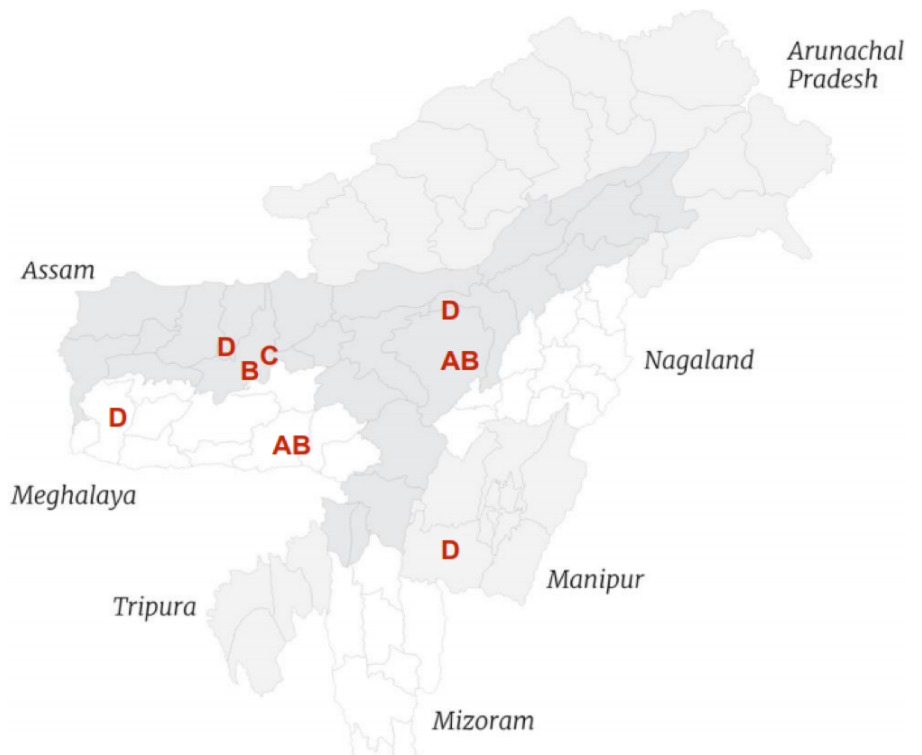 Arunachal
Pradesh
Assam
D
D
C
B
AB
Nagaland
D
AB
Meghalaya
D
Manipur
Tripura
Mizoram